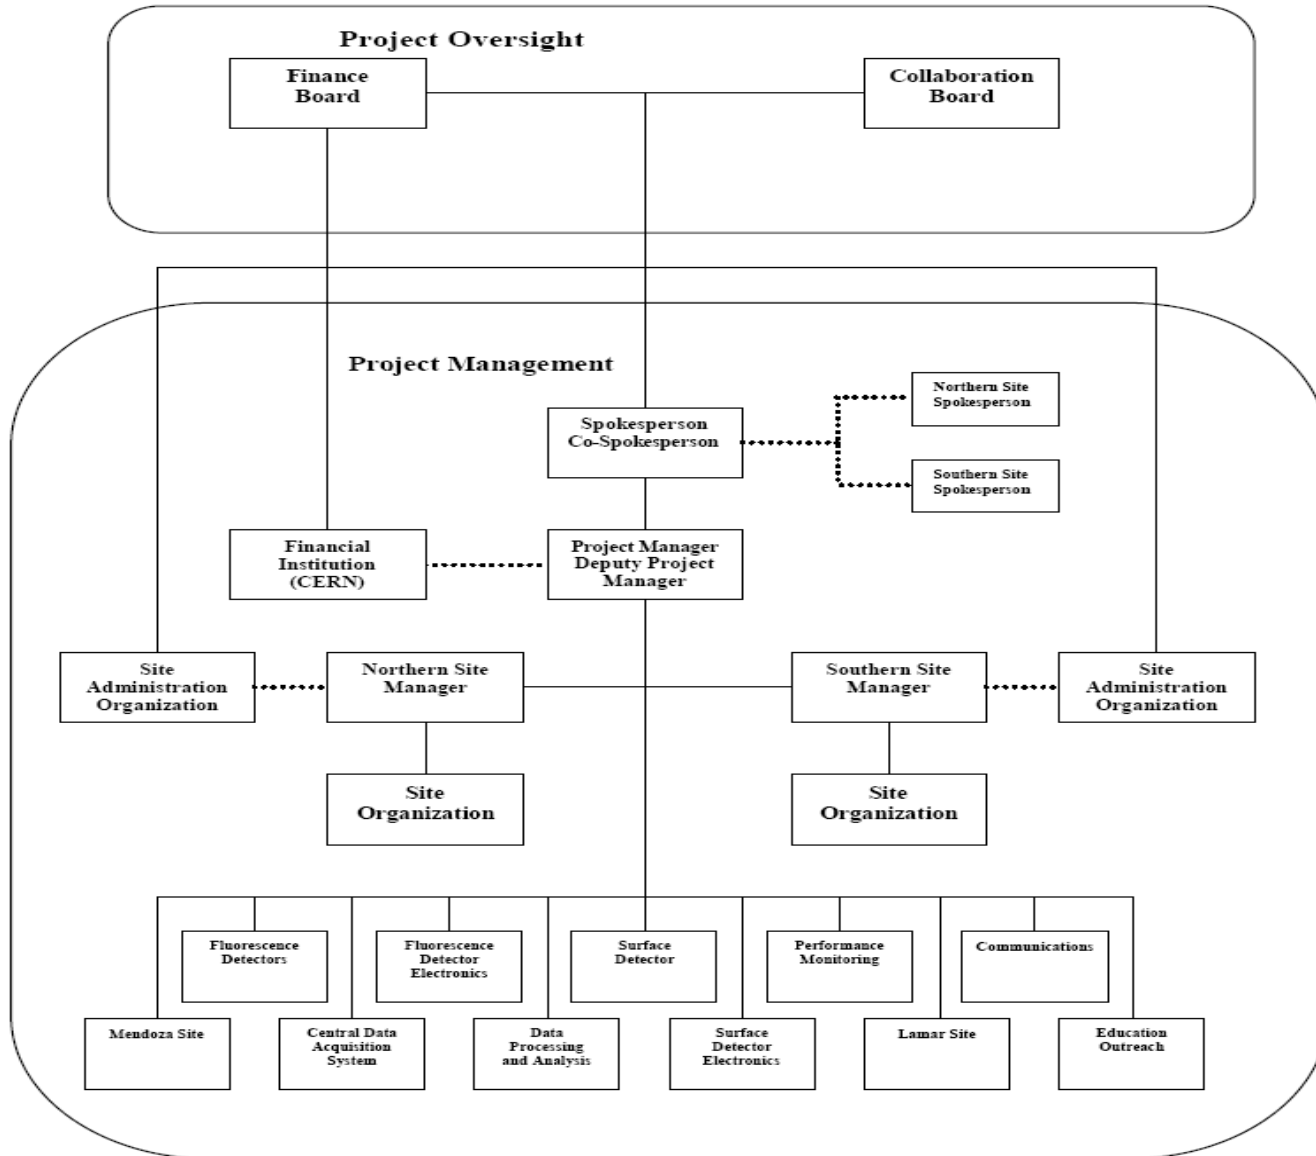 Project Oversight
Finance
Board
Collaboration
Board
Project Management
Northern Site
Spokesperson
Spokesperson
Co-Spokesperson
Southern Site
Spokesperson
Financial
Institution
(CERN)
Project Manager
Deputy Project
Manager
Site
Administration
Organization
Northern Site
Manager
Southern Site
Manager
Site
Administration
Organization
Site
Organization
Site
Organization
Fluorescence
Detectors
Fluorescence
Detector
Electronics
Surface
Detector
Performance
Monitoring
Communications
Mendoza Site
Central Data
Acquisition
System
Data
Processing
and Analysis
Surface
Detector
Electronics
Lamar Site
Education
Outreach